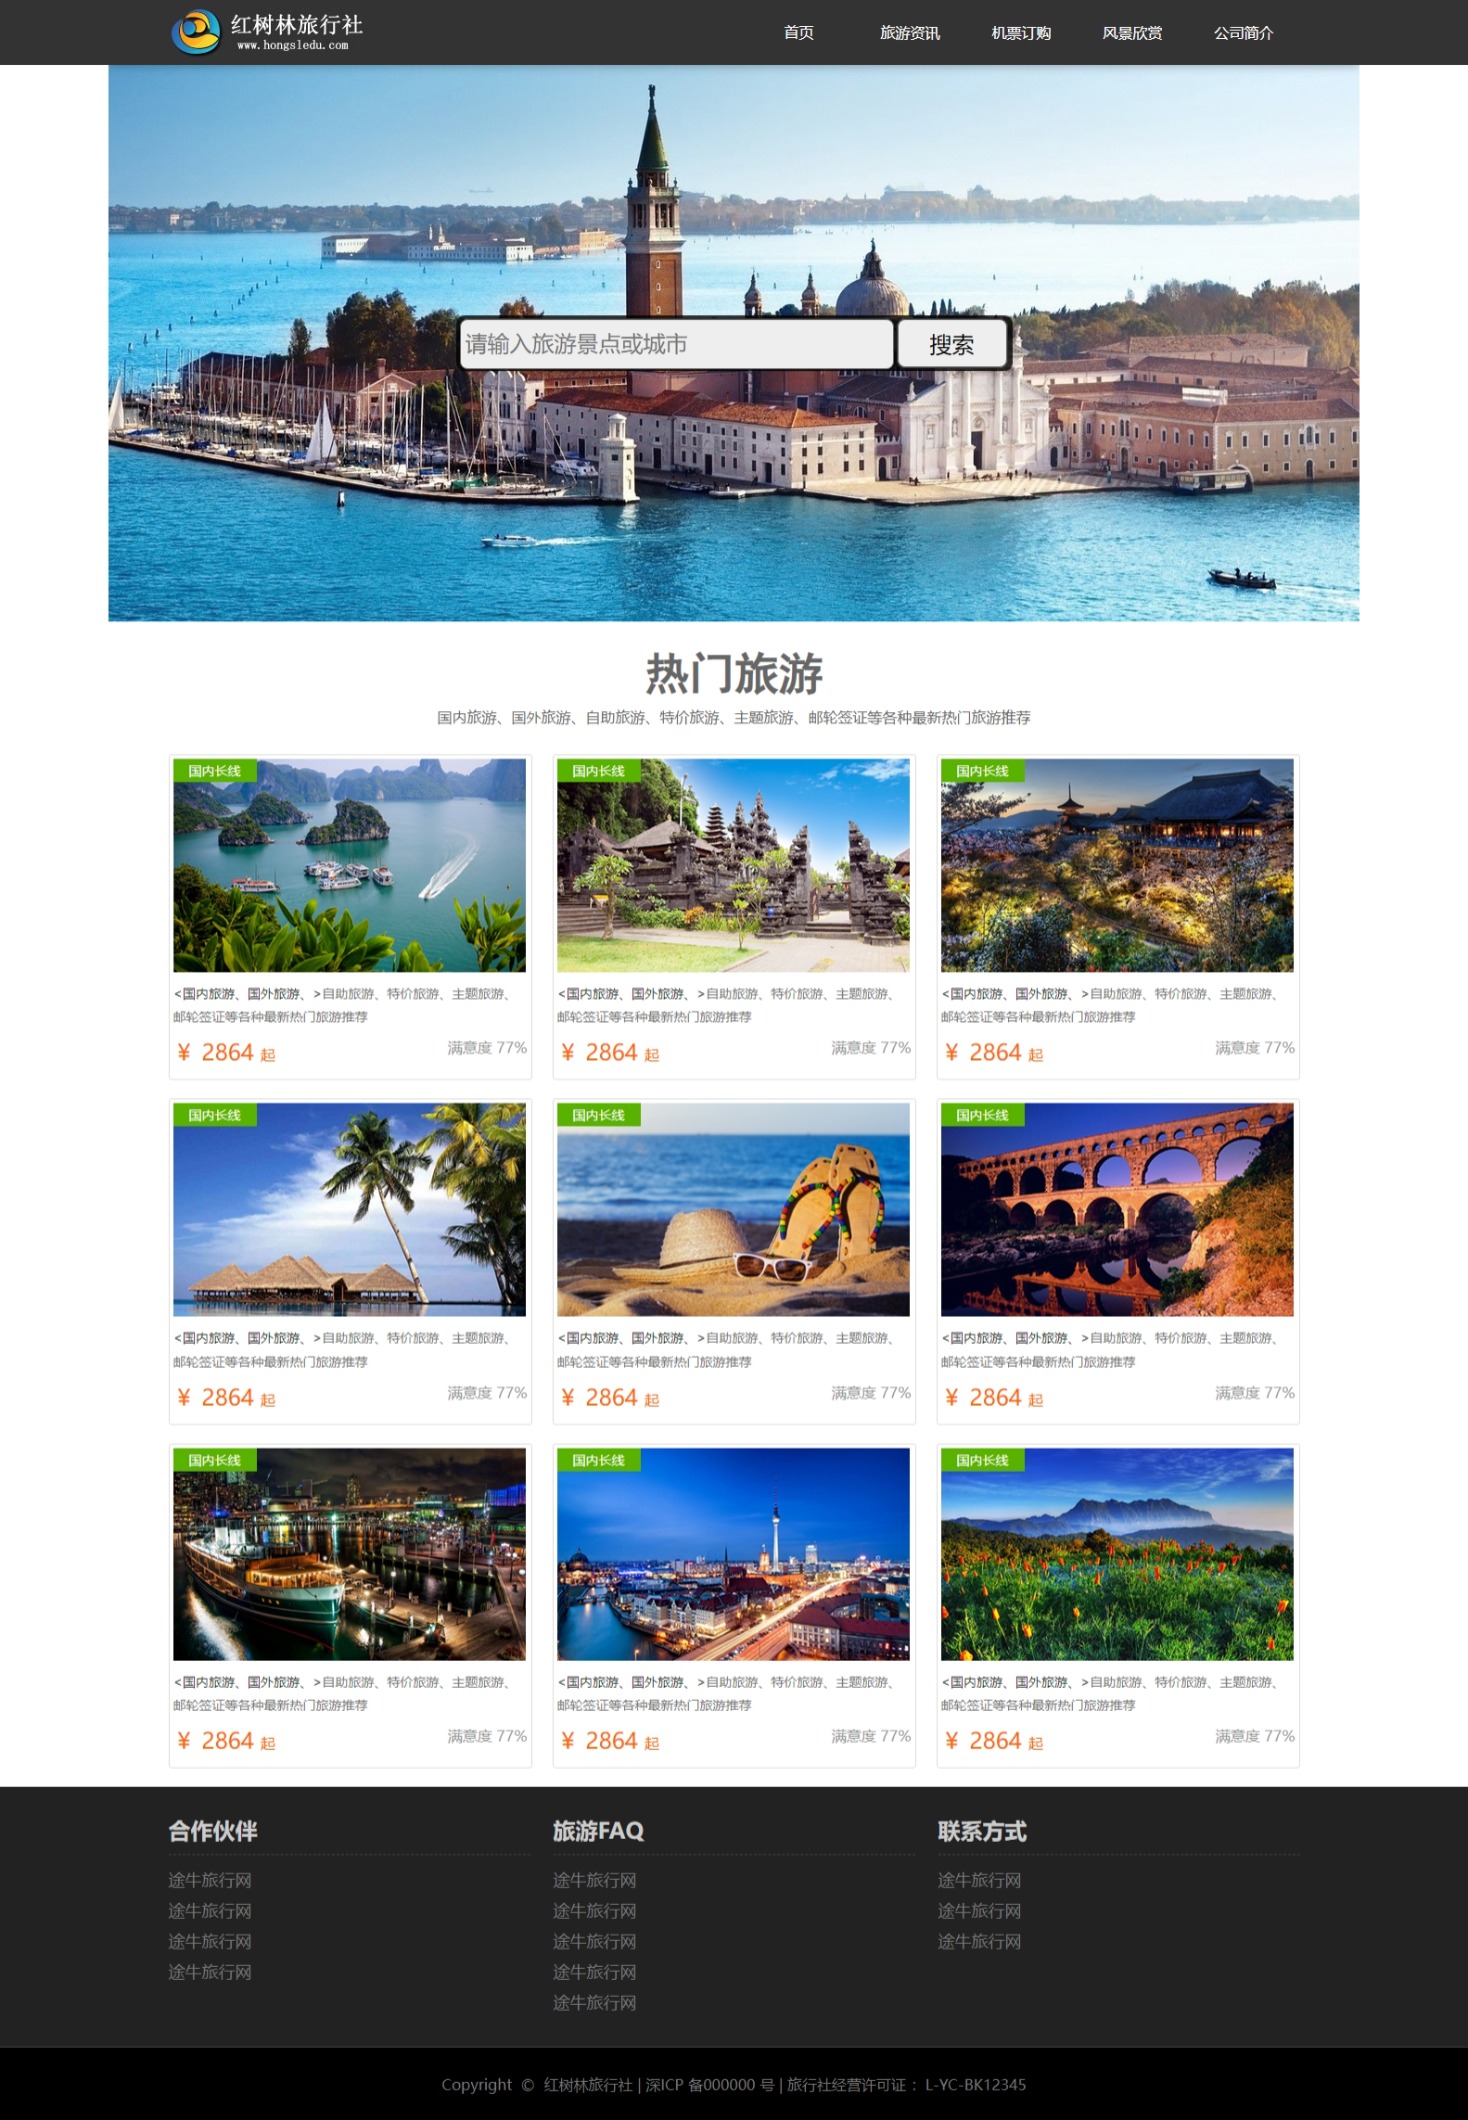 红树林旅行社
www.hongsledu.com
首页 旅游资讯 机票订购 风景欣赏 公司简介
请输入旅游景点或城市 搜索
热门旅游
国内旅游、国外旅游、自助旅游、特价旅游、主题旅游、邮轮签证等各种最新热门旅游推荐
国内长线
<国内旅游、国外旅游、>自助旅游、特价旅游、主题旅游、
邮轮签证等各种最新热门旅游推荐
¥ 2864 起 满意度 77%
国内长线
<国内旅游、国外旅游、>自助旅游、特价旅游、主题旅游、
邮轮签证等各种最新热门旅游推荐
¥ 2864 起 满意度 77%
国内长线
<国内旅游、国外旅游、>自助旅游、特价旅游、主题旅游、
邮轮签证等各种最新热门旅游推荐
¥ 2864 起 满意度 77%
国内长线
<国内旅游、国外旅游、>自助旅游、特价旅游、主题旅游、
邮轮签证等各种最新热门旅游推荐
¥ 2864 起 满意度 77%
国内长线
<国内旅游、国外旅游、>自助旅游、特价旅游、主题旅游、
邮轮签证等各种最新热门旅游推荐
¥ 2864 起 满意度 77%
国内长线
<国内旅游、国外旅游、>自助旅游、特价旅游、主题旅游、
邮轮签证等各种最新热门旅游推荐
¥ 2864 起 满意度 77%
国内长线
<国内旅游、国外旅游、>自助旅游、特价旅游、主题旅游、
邮轮签证等各种最新热门旅游推荐
¥ 2864 起 满意度 77%
国内长线
<国内旅游、国外旅游、>自助旅游、特价旅游、主题旅游、
邮轮签证等各种最新热门旅游推荐
¥ 2864 起 满意度 77%
国内长线
<国内旅游、国外旅游、>自助旅游、特价旅游、主题旅游、
邮轮签证等各种最新热门旅游推荐
¥ 2864 起 满意度 77%
合作伙伴
途牛旅行网
途牛旅行网
途牛旅行网
途牛旅行网
旅游FAQ
途牛旅行网
途牛旅行网
途牛旅行网
途牛旅行网
途牛旅行网
联系方式
途牛旅行网
途牛旅行网
途牛旅行网
Copyright © 红树林旅行社 | 深ICP 备000000 号 | 旅行社经营许可证：L-YC-BK12345